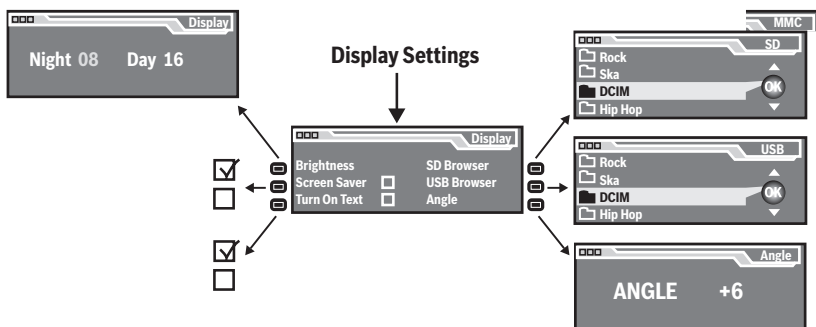 Display
Night 08 Day 16
Display Settings
Display
Brightness SD Browser
Screen Saver USB Browser
Turn On Text Angle
MMC
SD
Rock
Ska
DCIM
Hip Hop
OK
USB
Rock
Ska
DCIM
Hip Hop
OK
Angle
ANGLE +6